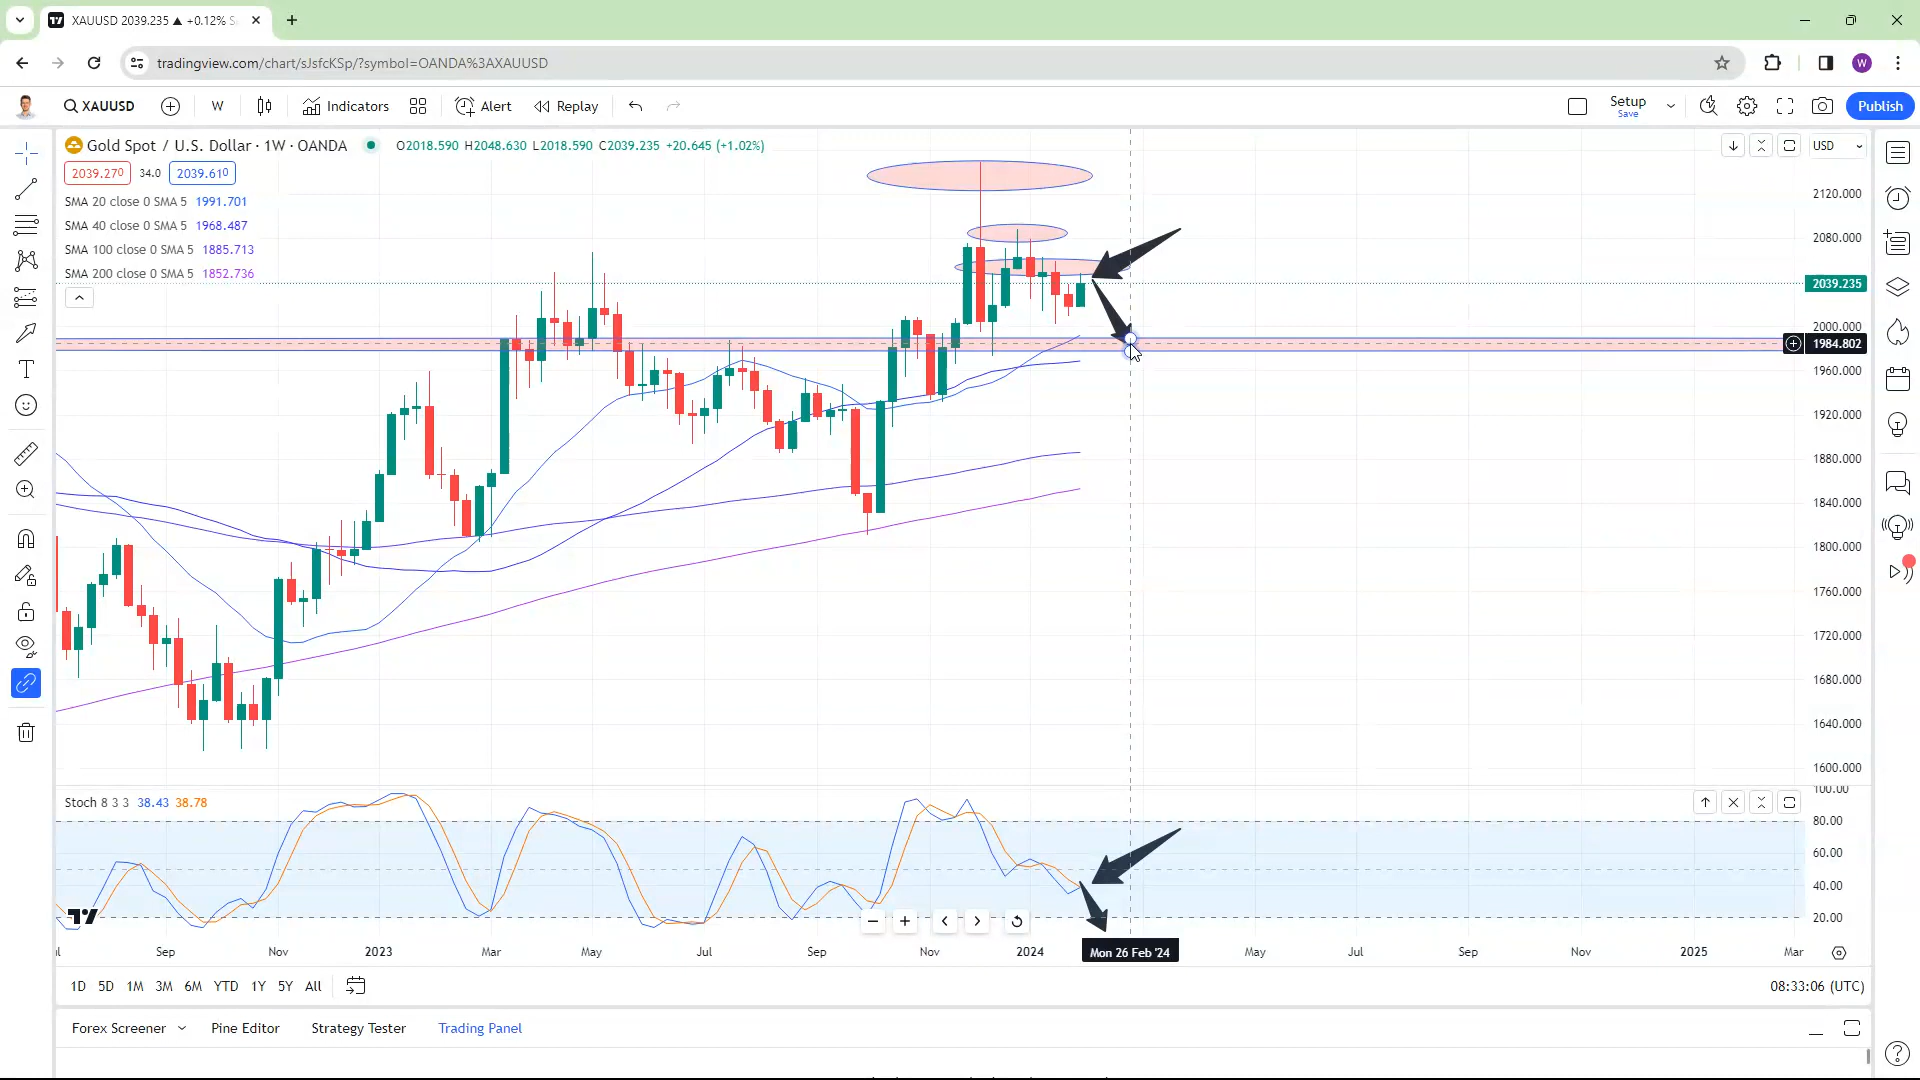 XAUUSD 2039.235 ▲ +0.12% S
tradingview.com/chart/sJsfcKSp/?symbol=OANDA%3AXAUUSD
W
XAUUSD
W
Indicators
Alert
Replay
Setup
Save
Publish
Gold Spot / U.S. Dollar · 1W · OANDA
O2018.590 H2048.630 L2018.590 C2039.235 +20.645 (+1.02%)
USD
2039.270
34.0
2039.610
SMA 20 close 0 SMA 5 1991.701
SMA 40 close 0 SMA 5 1968.487
SMA 100 close 0 SMA 5 1885.713
SMA 200 close 0 SMA 5 1852.736
2120.000
2080.000
2039.235
2000.000
1984.802
1960.000
1920.000
1880.000
1840.000
1800.000
1760.000
1720.000
1680.000
1640.000
1600.000
Stoch 8 3 3 38.43 38.78
100.00
80.00
60.00
40.00
20.00
Sep
Nov
2023
Mar
May
Jul
Sep
Nov
2024
Mon 26 Feb '24
May
Jul
Sep
Nov
2025
Mar
1D 5D 1M 3M 6M YTD 1Y 5Y All
08:33:06 (UTC)
Forex Screener
Pine Editor
Strategy Tester
Trading Panel